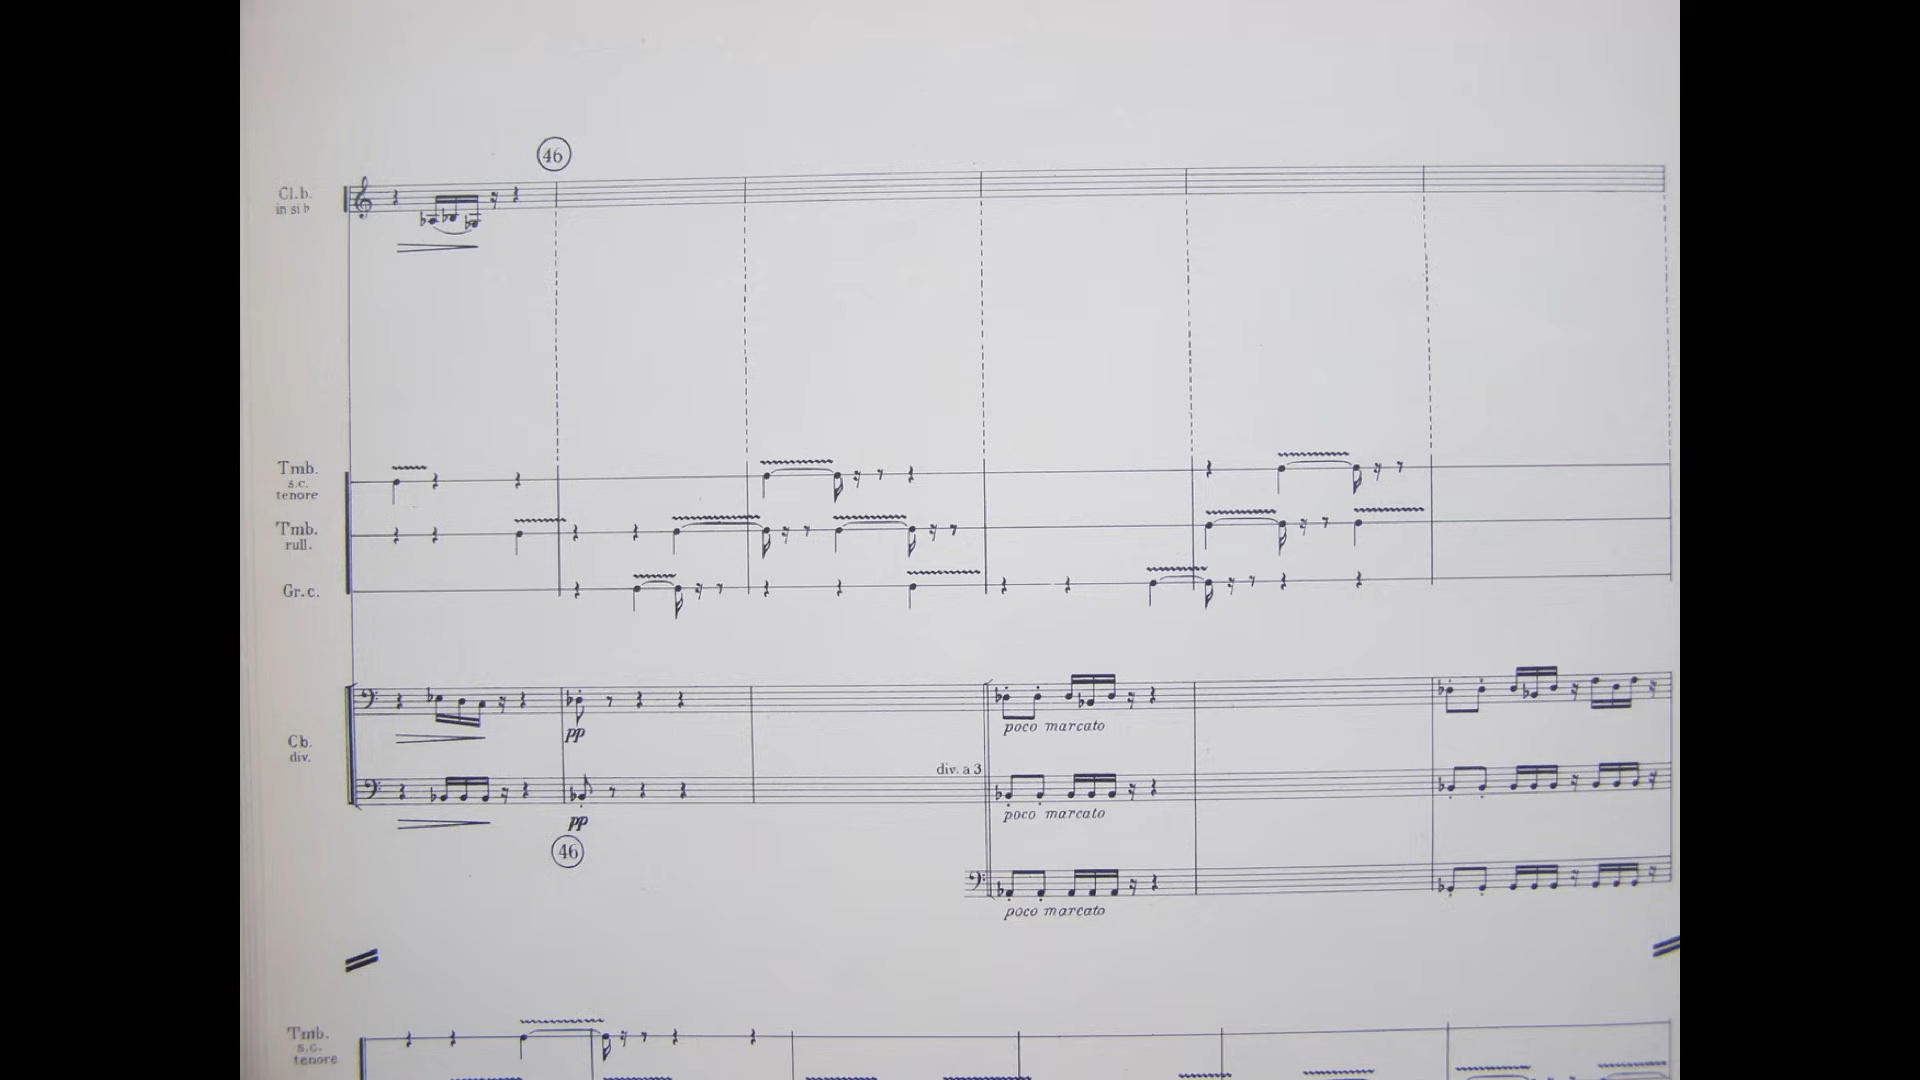 46
Cl.b.
in si ♭
Tmb.
s.c.
tenore
Tmb.
rull.
Gr.c.
pp
poco marcato
Cb.
div.
div. a 3
pp
poco marcato
46
poco marcato
Tmb.
s.c.
tenore